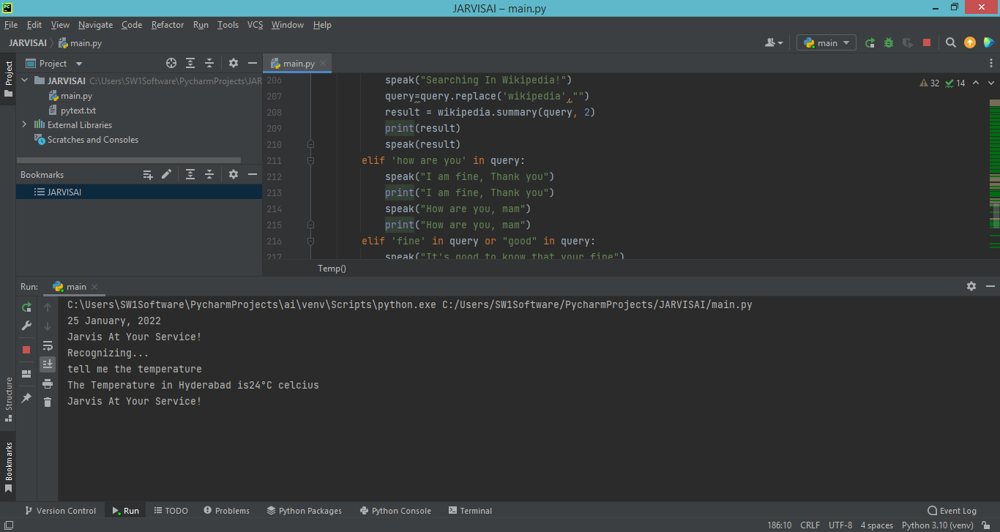 JARVISAI – main.py
File Edit View Navigate Code Refactor Run Tools VCS Window Help
JARVISAI main.py
main
Project
main.py
JARVISAI C:\Users\SW1Software\PycharmProjects\JAR
main.py
pytext.txt
External Libraries
Scratches and Consoles
Bookmarks
JARVISAI
32 14
206 speak("Searching In Wikipedia!")
207 query=query.replace('wikipedia',"")
208 result = wikipedia.summary(query, 2)
209 print(result)
210 speak(result)
211 elif 'how are you' in query:
212 speak("I am fine, Thank you")
213 print("I am fine, Thank you")
214 speak("How are you, mam")
215 print("How are you, mam")
216 elif 'fine' in query or "good" in query:
217 speak("It's good to know that your fine")
Temp()
Project
Structure
Bookmarks
Run: main
C:\Users\SW1Software\PycharmProjects\ai\venv\Scripts\python.exe C:/Users/SW1Software/PycharmProjects/JARVISAI/main.py
25 January, 2022
Jarvis At Your Service!
Recognizing...
tell me the temperature
The Temperature in Hyderabad is24°C celcius
Jarvis At Your Service!
Version Control Run TODO Problems Python Packages Python Console Terminal Event Log
186:10 CRLF UTF-8 4 spaces Python 3.10 (venv)